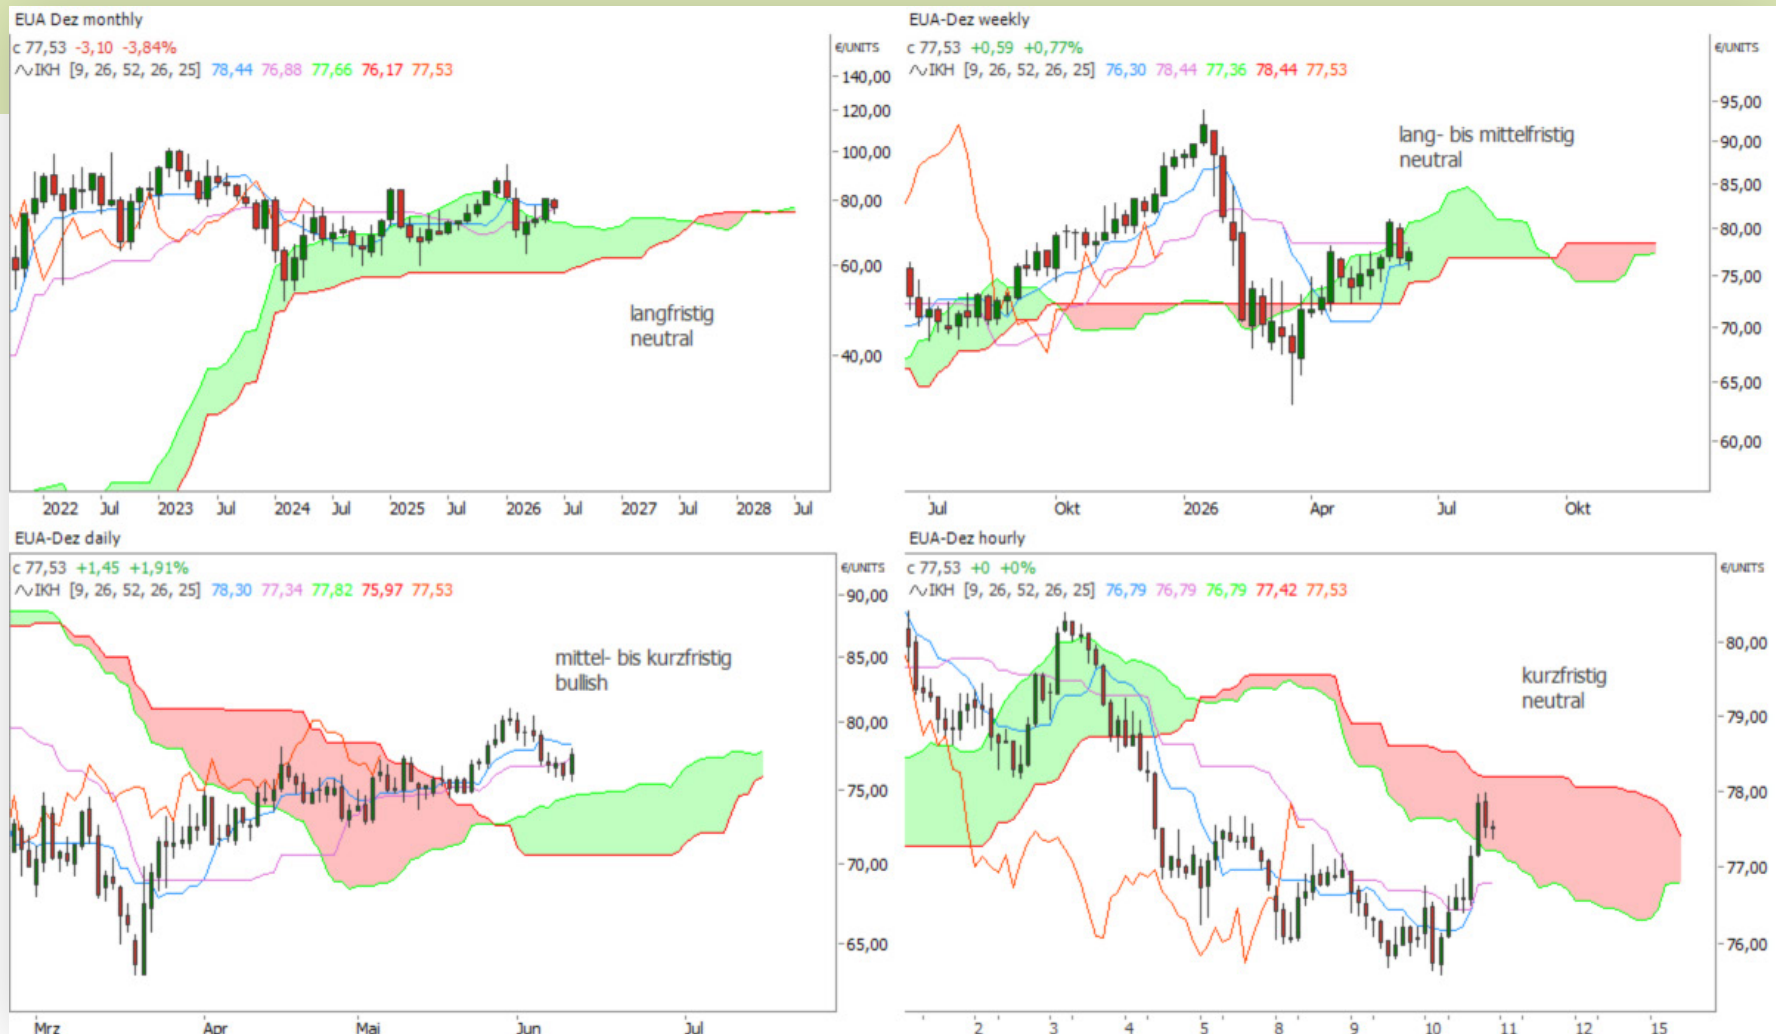 EUA Dez monthly
c 77,53 -3,10 -3,84%
IKH [9, 26, 52, 26, 25] 78,44 76,88 77,66 76,17 77,53
€/UNITS
140,00
120,00
100,00
80,00
60,00
40,00
langfristig
neutral
2022 Jul 2023 Jul 2024 Jul 2025 Jul 2026 Jul 2027 Jul 2028 Jul
EUA-Dez weekly
c 77,53 +0,59 +0,77%
IKH [9, 26, 52, 26, 25] 76,30 78,44 77,36 78,44 77,53
€/UNITS
95,00
90,00
85,00
80,00
75,00
70,00
65,00
60,00
lang- bis mittelfristig
neutral
Jul Okt 2026 Apr Jul Okt
EUA-Dez daily
c 77,53 +1,45 +1,91%
IKH [9, 26, 52, 26, 25] 78,30 77,34 77,82 75,97 77,53
€/UNITS
90,00
85,00
80,00
75,00
70,00
65,00
mittel- bis kurzfristig
bullish
Mrz Apr Mai Jun Jul
EUA-Dez hourly
c 77,53 +0 +0%
IKH [9, 26, 52, 26, 25] 76,79 76,79 76,79 77,42 77,53
€/UNITS
80,00
79,00
78,00
77,00
76,00
kurzfristig
neutral
2 3 4 5 8 9 10 11 12 15